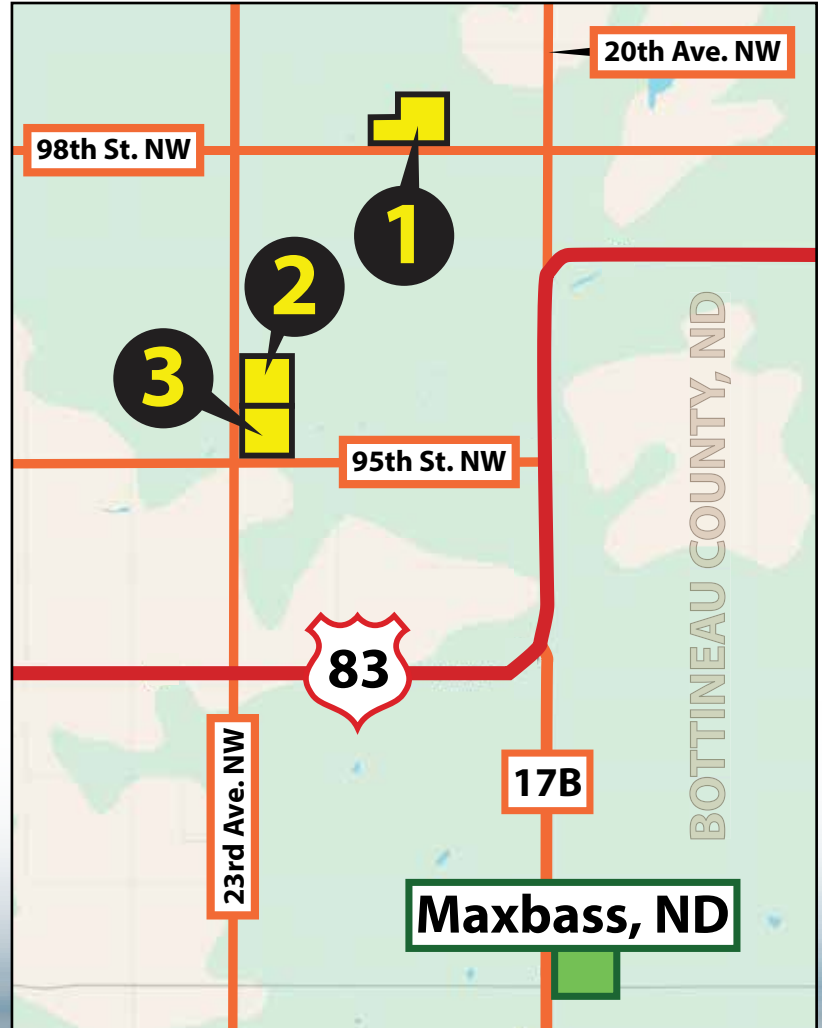 20th Ave. NW
98th St. NW
1
2
3
95th St. NW
BOTTINEAU COUNTY, ND
83
23rd Ave. NW
17B
Maxbass, ND